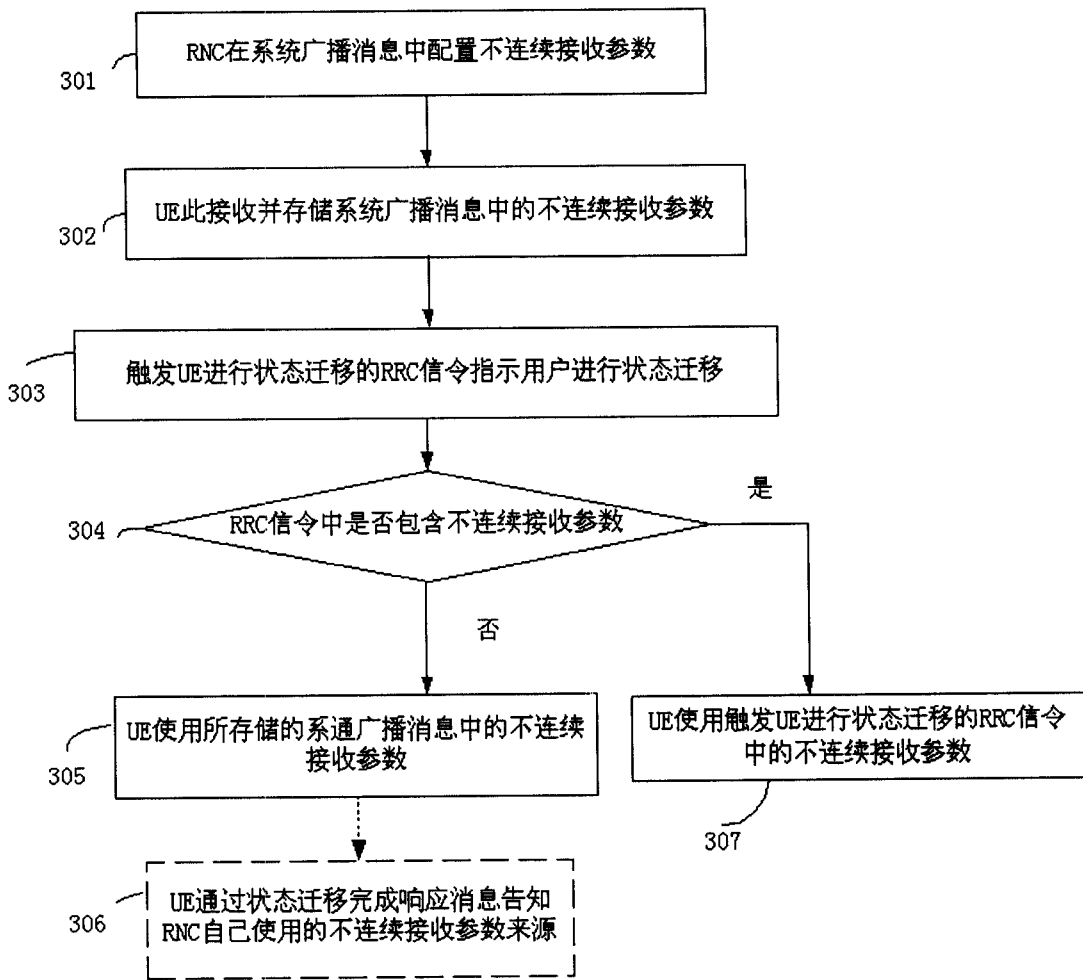 RNC在系统广播消息中配置不连续接收参数
301
UE此接收并存储系统广播消息中的不连续接收参数
302
触发UE进行状态迁移的RRC信令指示用户进行状态迁移
303
是
RRC信令中是否包含不连续接收参数
304
否
UE使用所存储的系通广播消息中的不连续
接收参数
305
UE使用触发UE进行状态迁移的RRC信令
中的不连续接收参数
307
UE通过状态迁移完成响应消息告知
RNC自己使用的不连续接收参数来源
306